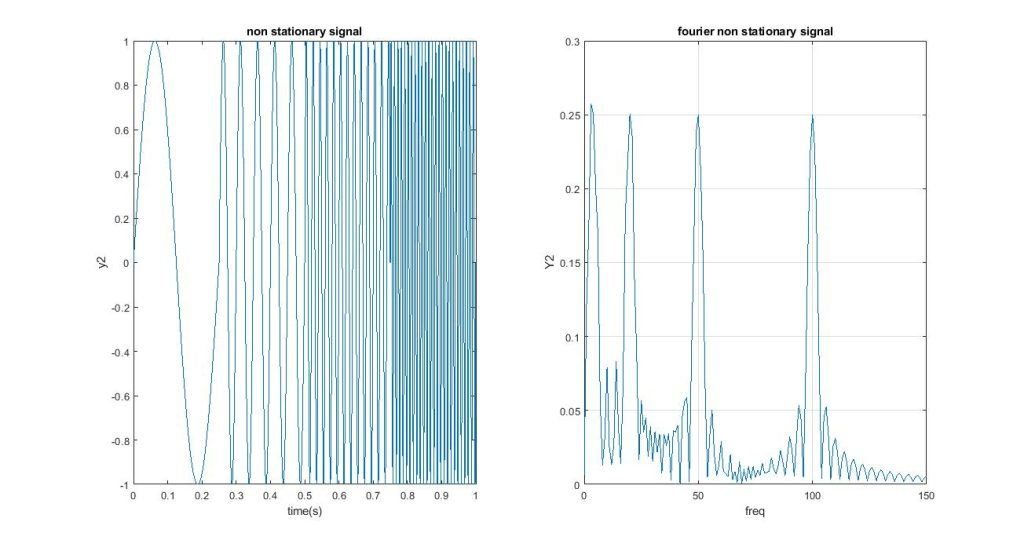 non stationary signal
1
0.8
0.6
0.4
0.2
0
-0.2
-0.4
-0.6
-0.8
-1
y2
0 0.1 0.2 0.3 0.4 0.5 0.6 0.7 0.8 0.9 1
time(s)
fourier non stationary signal
0.3
0.25
0.2
0.15
0.1
0.05
0
Y2
0 50 100 150
freq